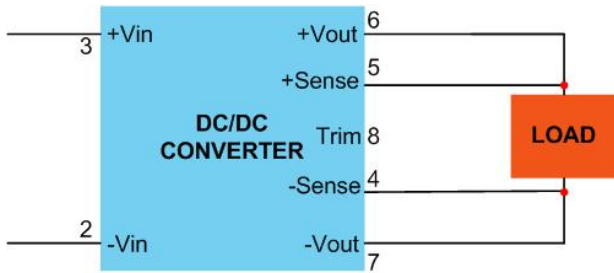 6
+Vin +Vout
3
5
+Sense
DC/DC
CONVERTER
Trim 8
LOAD
4
-Sense
2
-Vin -Vout
7